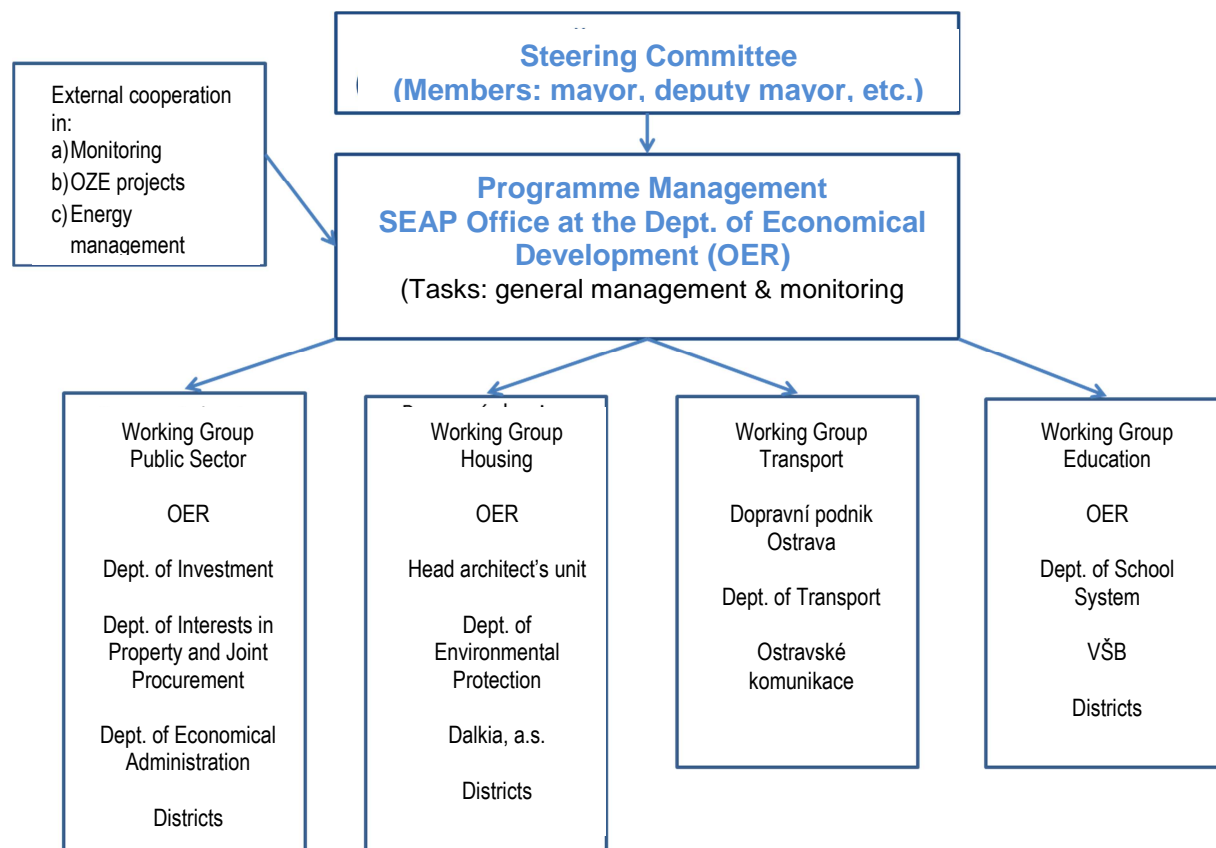 Steering Committee
(Members: mayor, deputy mayor, etc.)
External cooperation
in:
a) Monitoring
b) OZE projects
c) Energy
management
Programme Management
SEAP Office at the Dept. of Economical
Development (OER)
(Tasks: general management & monitoring
Working Group
Public Sector
OER
Dept. of Investment
Dept. of Interests in
Property and Joint
Procurement
Dept. of Economical
Administration
Districts
Working Group
Housing
OER
Head architect's unit
Dept. of
Environmental
Protection
Dalkia, a.s.
Districts
Working Group
Transport
Dopravní podnik
Ostrava
Dept. of Transport
Ostravské
komunikace
Working Group
Education
OER
Dept. of School
System
VŠB
Districts